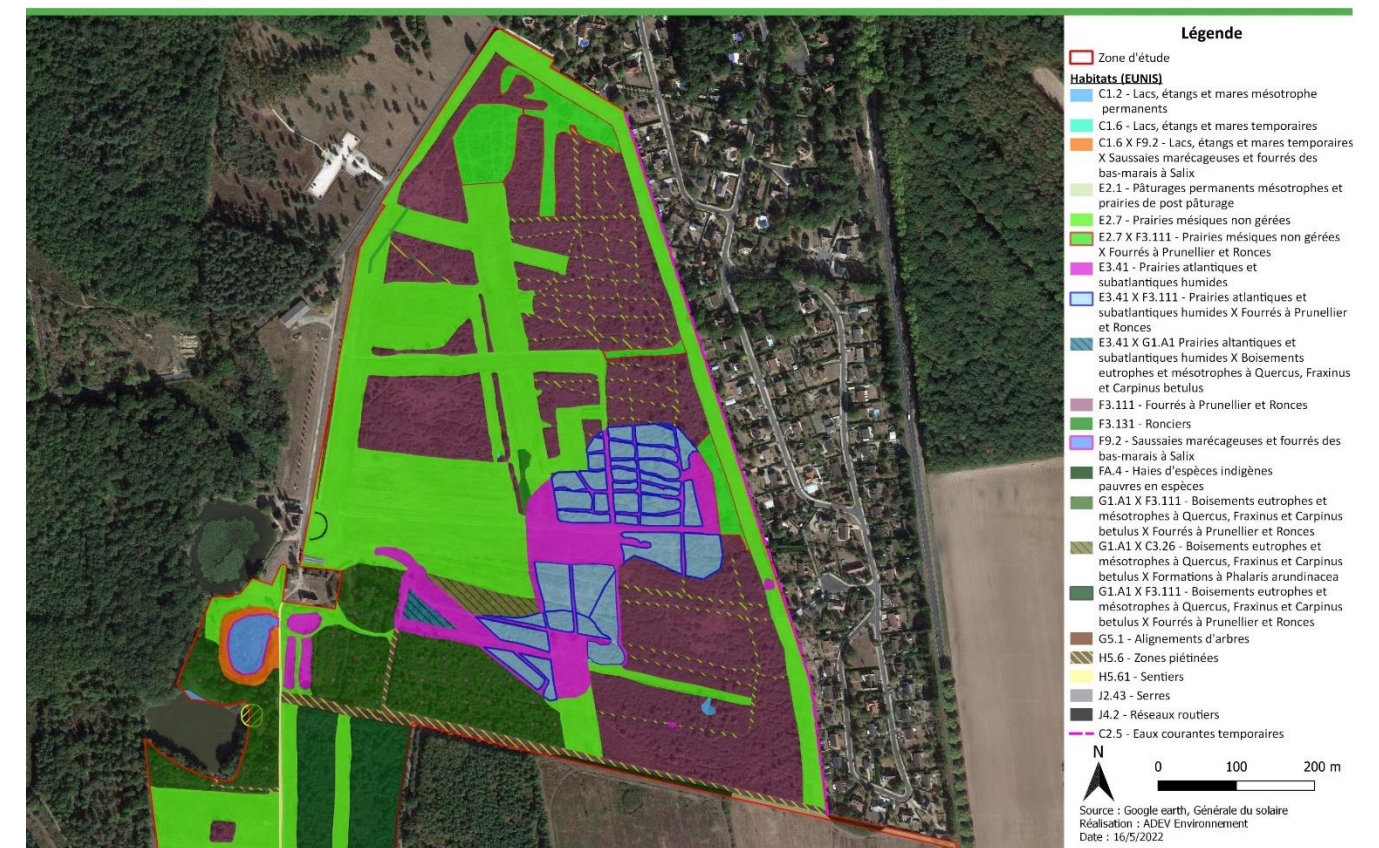 Légende
Zone d'étude
Habitats (EUNIS)
C1.2 - Lacs, étangs et mares mésotrophe
permanents
C1.6 - Lacs, étangs et mares temporaires
C1.6 X F9.2 - Lacs, étangs et mares temporaires
X Saussaies marécageuses et fourrés des
bas-marais à Salix
E2.1 - Pâturages permanents mésotrophes et
prairies de post pâturage
E2.7 - Prairies mésiques non gérées
E2.7 X F3.111 - Prairies mésiques non gérées
X Fourrés à Prunellier et Ronces
E3.41 - Prairies atlantiques et
subatlantiques humides
E3.41 X F3.111 - Prairies atlantiques et
subatlantiques humides X Fourrés à Prunellier
et Ronces
E3.41 X G1.A1 Prairies altantiques et
subatlantiques humides X Boisements
eutrophes et mésotrophes à Quercus, Fraxinus
et Carpinus betulus
F3.111 - Fourrés à Prunellier et Ronces
F3.131 - Ronciers
F9.2 - Saussaies marécageuses et fourrés des
bas-marais à Salix
FA.4 - Haies d'espèces indigènes
pauvres en espèces
G1.A1 X F3.111 - Boisements eutrophes et
mésotrophes à Quercus, Fraxinus et Carpinus
betulus X Fourrés à Prunellier et Ronces
G1.A1 X C3.26 - Boisements eutrophes et
mésotrophes à Quercus, Fraxinus et Carpinus
betulus X Formations à Phalaris arundinacea
G1.A1 X F3.111 - Boisements eutrophes et
mésotrophes à Quercus, Fraxinus et Carpinus
betulus X Fourrés à Prunellier et Ronces
G5.1 - Alignements d'arbres
H5.6 - Zones piétinées
H5.61 - Sentiers
J2.43 - Serres
J4.2 - Réseaux routiers
C2.5 - Eaux courantes temporaires
N
0 100 200 m
Source : Google earth, Générale du solaire
Réalisation : ADEV Environnement
Date : 16/5/2022